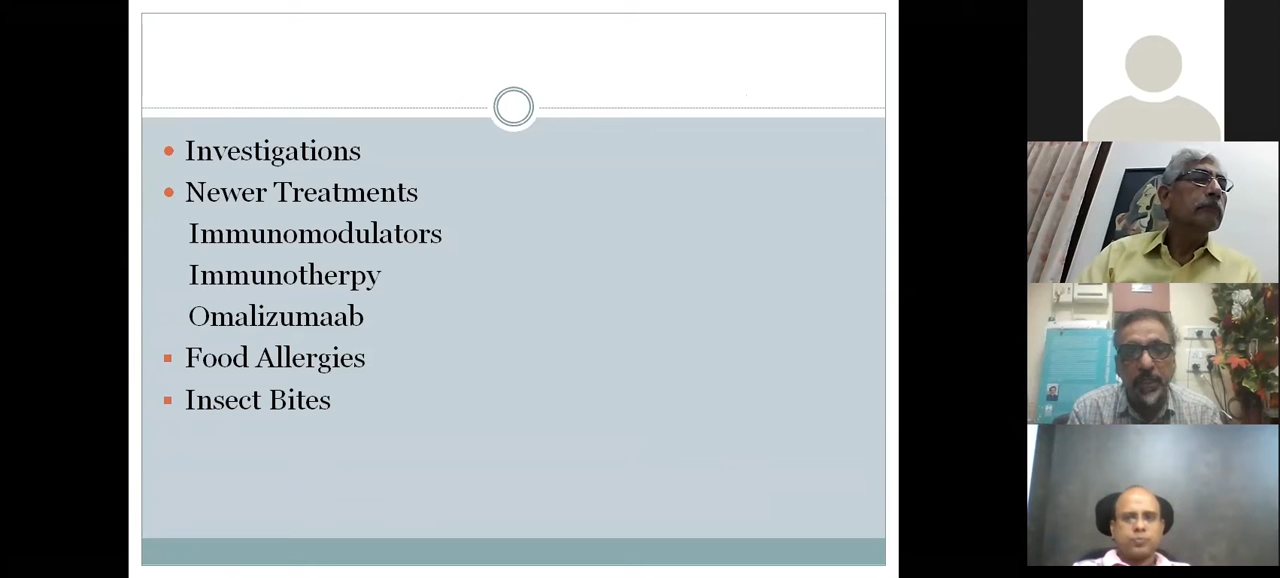 Investigations
Newer Treatments
Immunomodulators
Immunotherpy
Omalizumaab
Food Allergies
Insect Bites